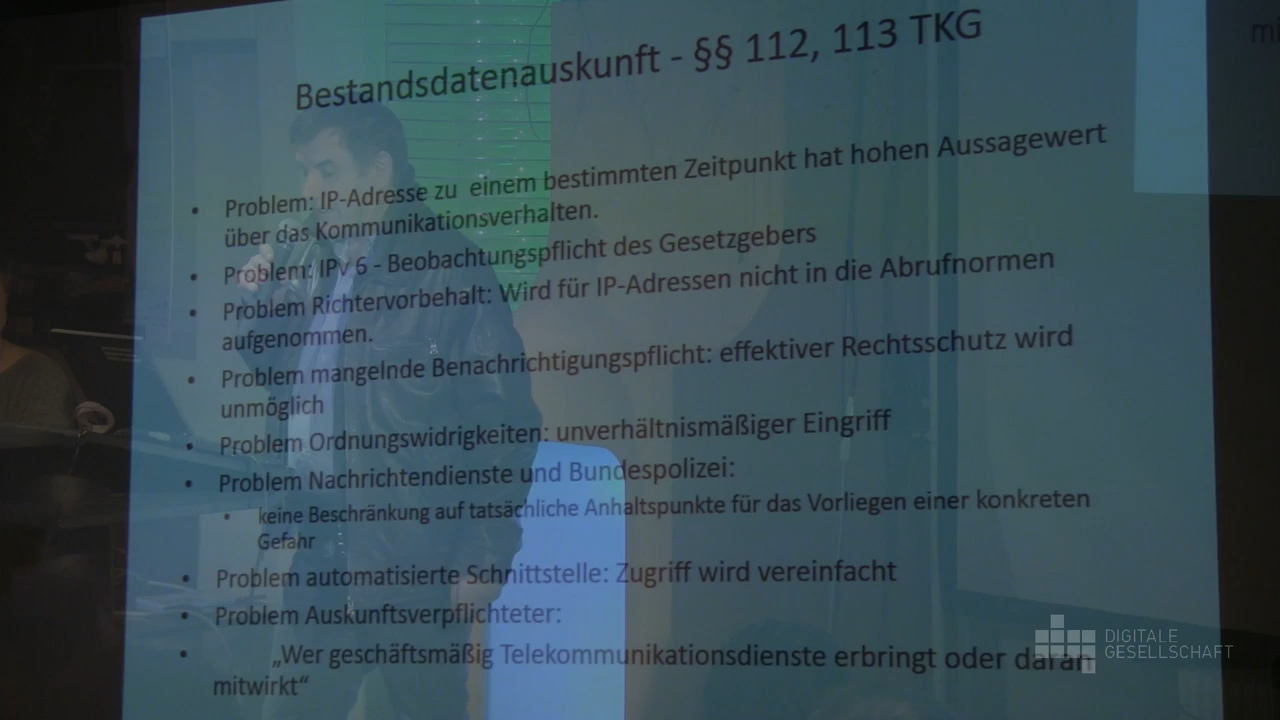 Bestandsdatenauskunft - §§ 112, 113 TKG
• Problem: IP-Adresse zu einem bestimmten Zeitpunkt hat hohen Aussagewert
über das Kommunikationsverhalten.
• Problem: IPv 6 - Beobachtungspflicht des Gesetzgebers
• Problem Richtervorbehalt: Wird für IP-Adressen nicht in die Abrufnormen
aufgenommen.
• Problem mangelnde Benachrichtigungspflicht: effektiver Rechtsschutz wird
unmöglich
• Problem Ordnungswidrigkeiten: unverhältnismäßiger Eingriff
• Problem Nachrichtendienste und Bundespolizei:
• keine Beschränkung auf tatsächliche Anhaltspunkte für das Vorliegen einer konkreten
Gefahr
• Problem automatisierte Schnittstelle: Zugriff wird vereinfacht
• Problem Auskunftsverpflichteter:
• „Wer geschäftsmäßig Telekommunikationsdienste erbringt oder daran
mitwirkt“
DIGITALE
GESELLSCHAFT